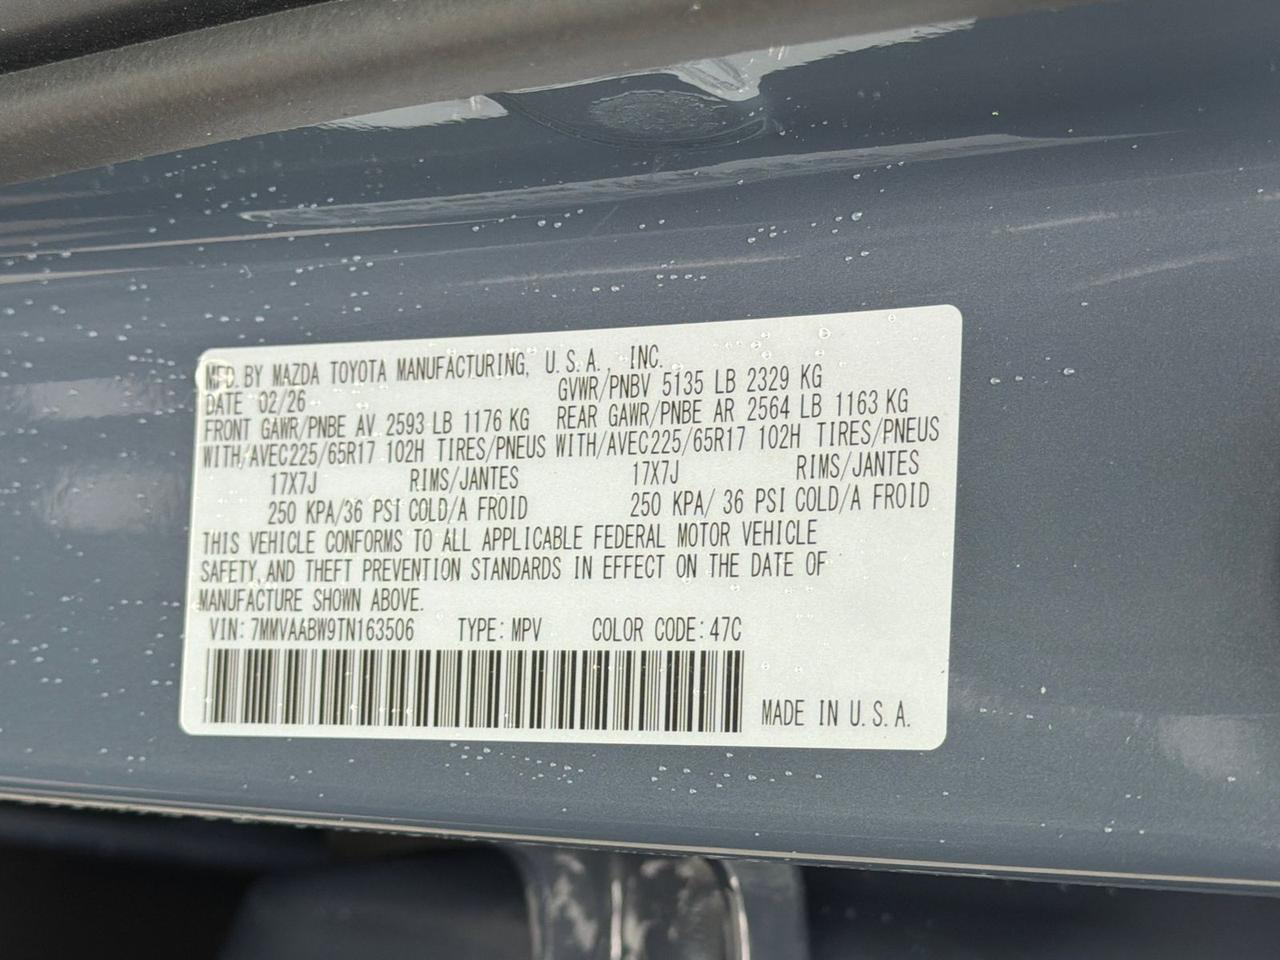 MFD. BY MAZDA TOYOTA MANUFACTURING, U.S.A., INC.
DATE 02/26 GVWR/PNBV 5135 LB 2329 KG
FRONT GAWR/PNBE AV 2593 LB 1176 KG REAR GAWR/PNBE AR 2564 LB 1163 KG
WITH/AVEC225/65R17 102H TIRES/PNEUS WITH/AVEC225/65R17 102H TIRES/PNEUS
17X7J RIMS/JANTES 17X7J RIMS/JANTES
250 KPA/36 PSI COLD/A FROID 250 KPA/ 36 PSI COLD/A FROID
THIS VEHICLE CONFORMS TO ALL APPLICABLE FEDERAL MOTOR VEHICLE
SAFETY AND THEFT PREVENTION STANDARDS IN EFFECT ON THE DATE OF
MANUFACTURE SHOWN ABOVE.
VIN: 7MMVAABW9TN163506 TYPE: MPV COLOR CODE: 47C
MADE IN U.S.A.